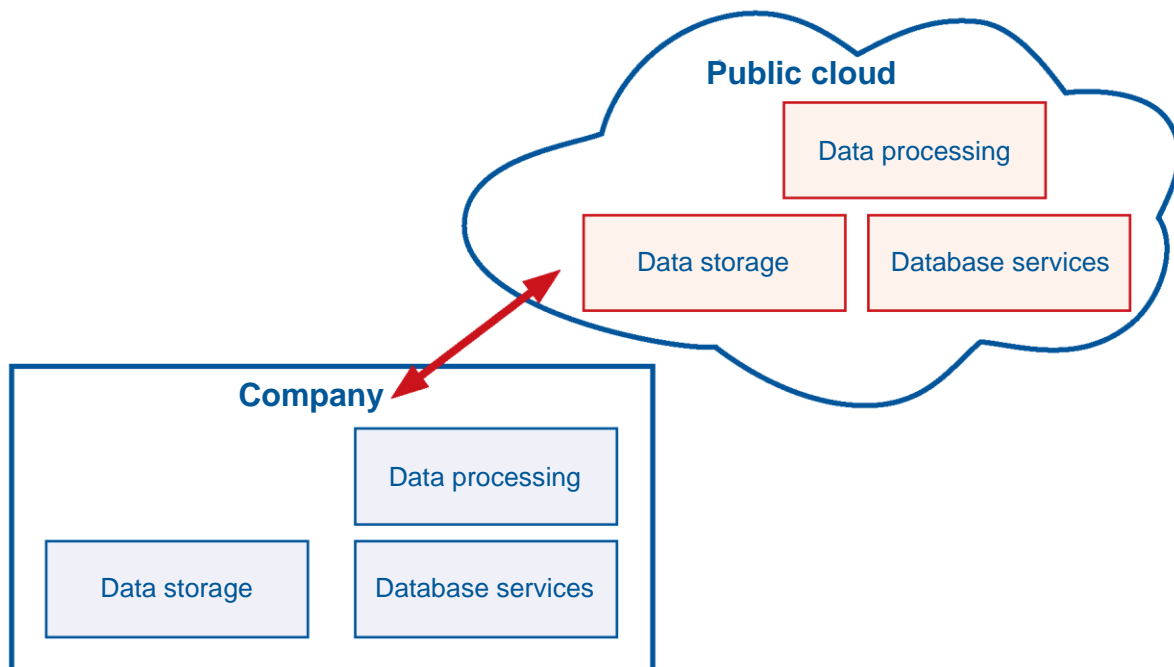 Public cloud
Data processing
Data storage
Database services
Company
Data processing
Data storage
Database services